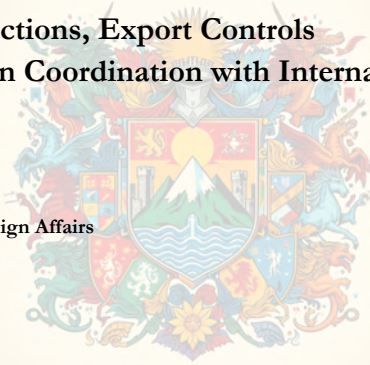 ctions, Export Controls
n Coordination with Interna
ign Affairs